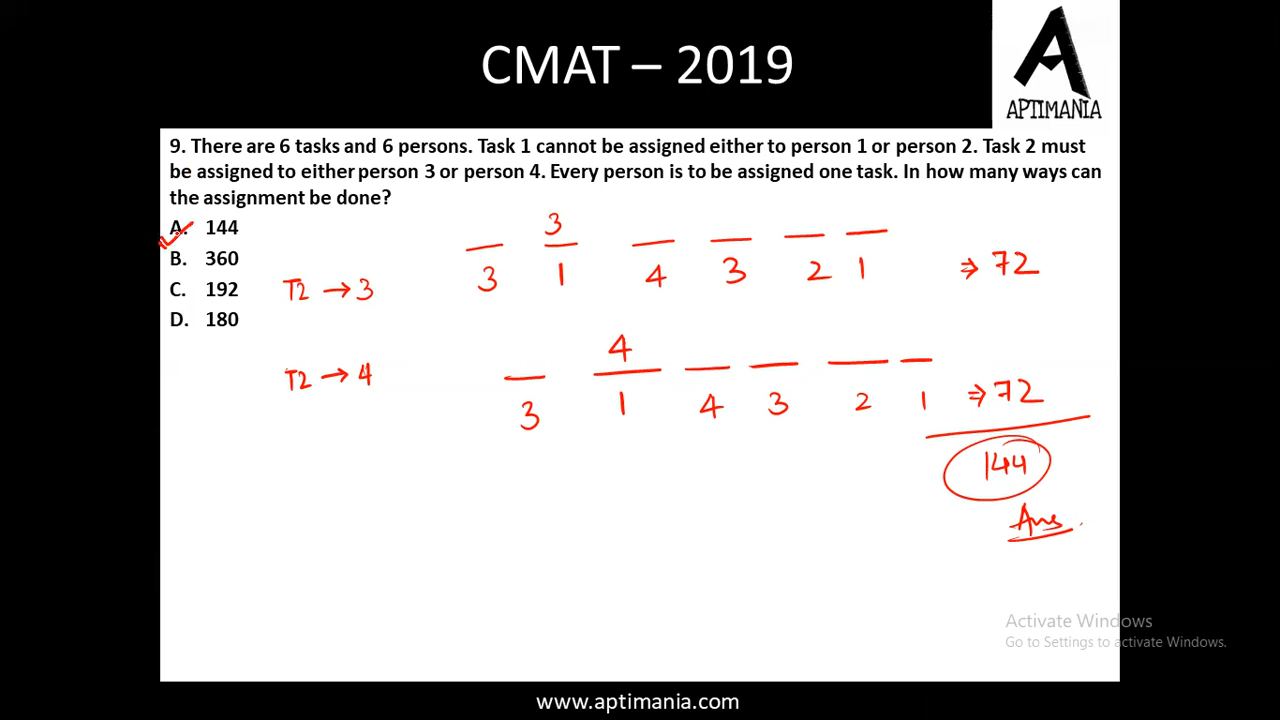 CMAT – 2019
A
APTIMANIA
9. There are 6 tasks and 6 persons. Task 1 cannot be assigned either to person 1 or person 2. Task 2 must
be assigned to either person 3 or person 4. Every person is to be assigned one task. In how many ways can
the assignment be done?
A. 144
B. 360
C. 192
D. 180
3
T2 → 3
3 1 4 3 2 1 ⇒ 72
4
T2 → 4
3 1 4 3 2 1 ⇒ 72
144
Ans.
Activate Windows
Go to Settings to activate Windows.
www.aptimania.com